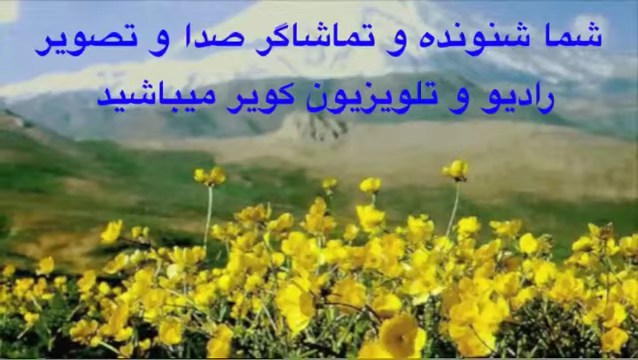 شما شنونده و تماشاگر صدا و تصویر
رادیو و تلویزیون کویر میباشید